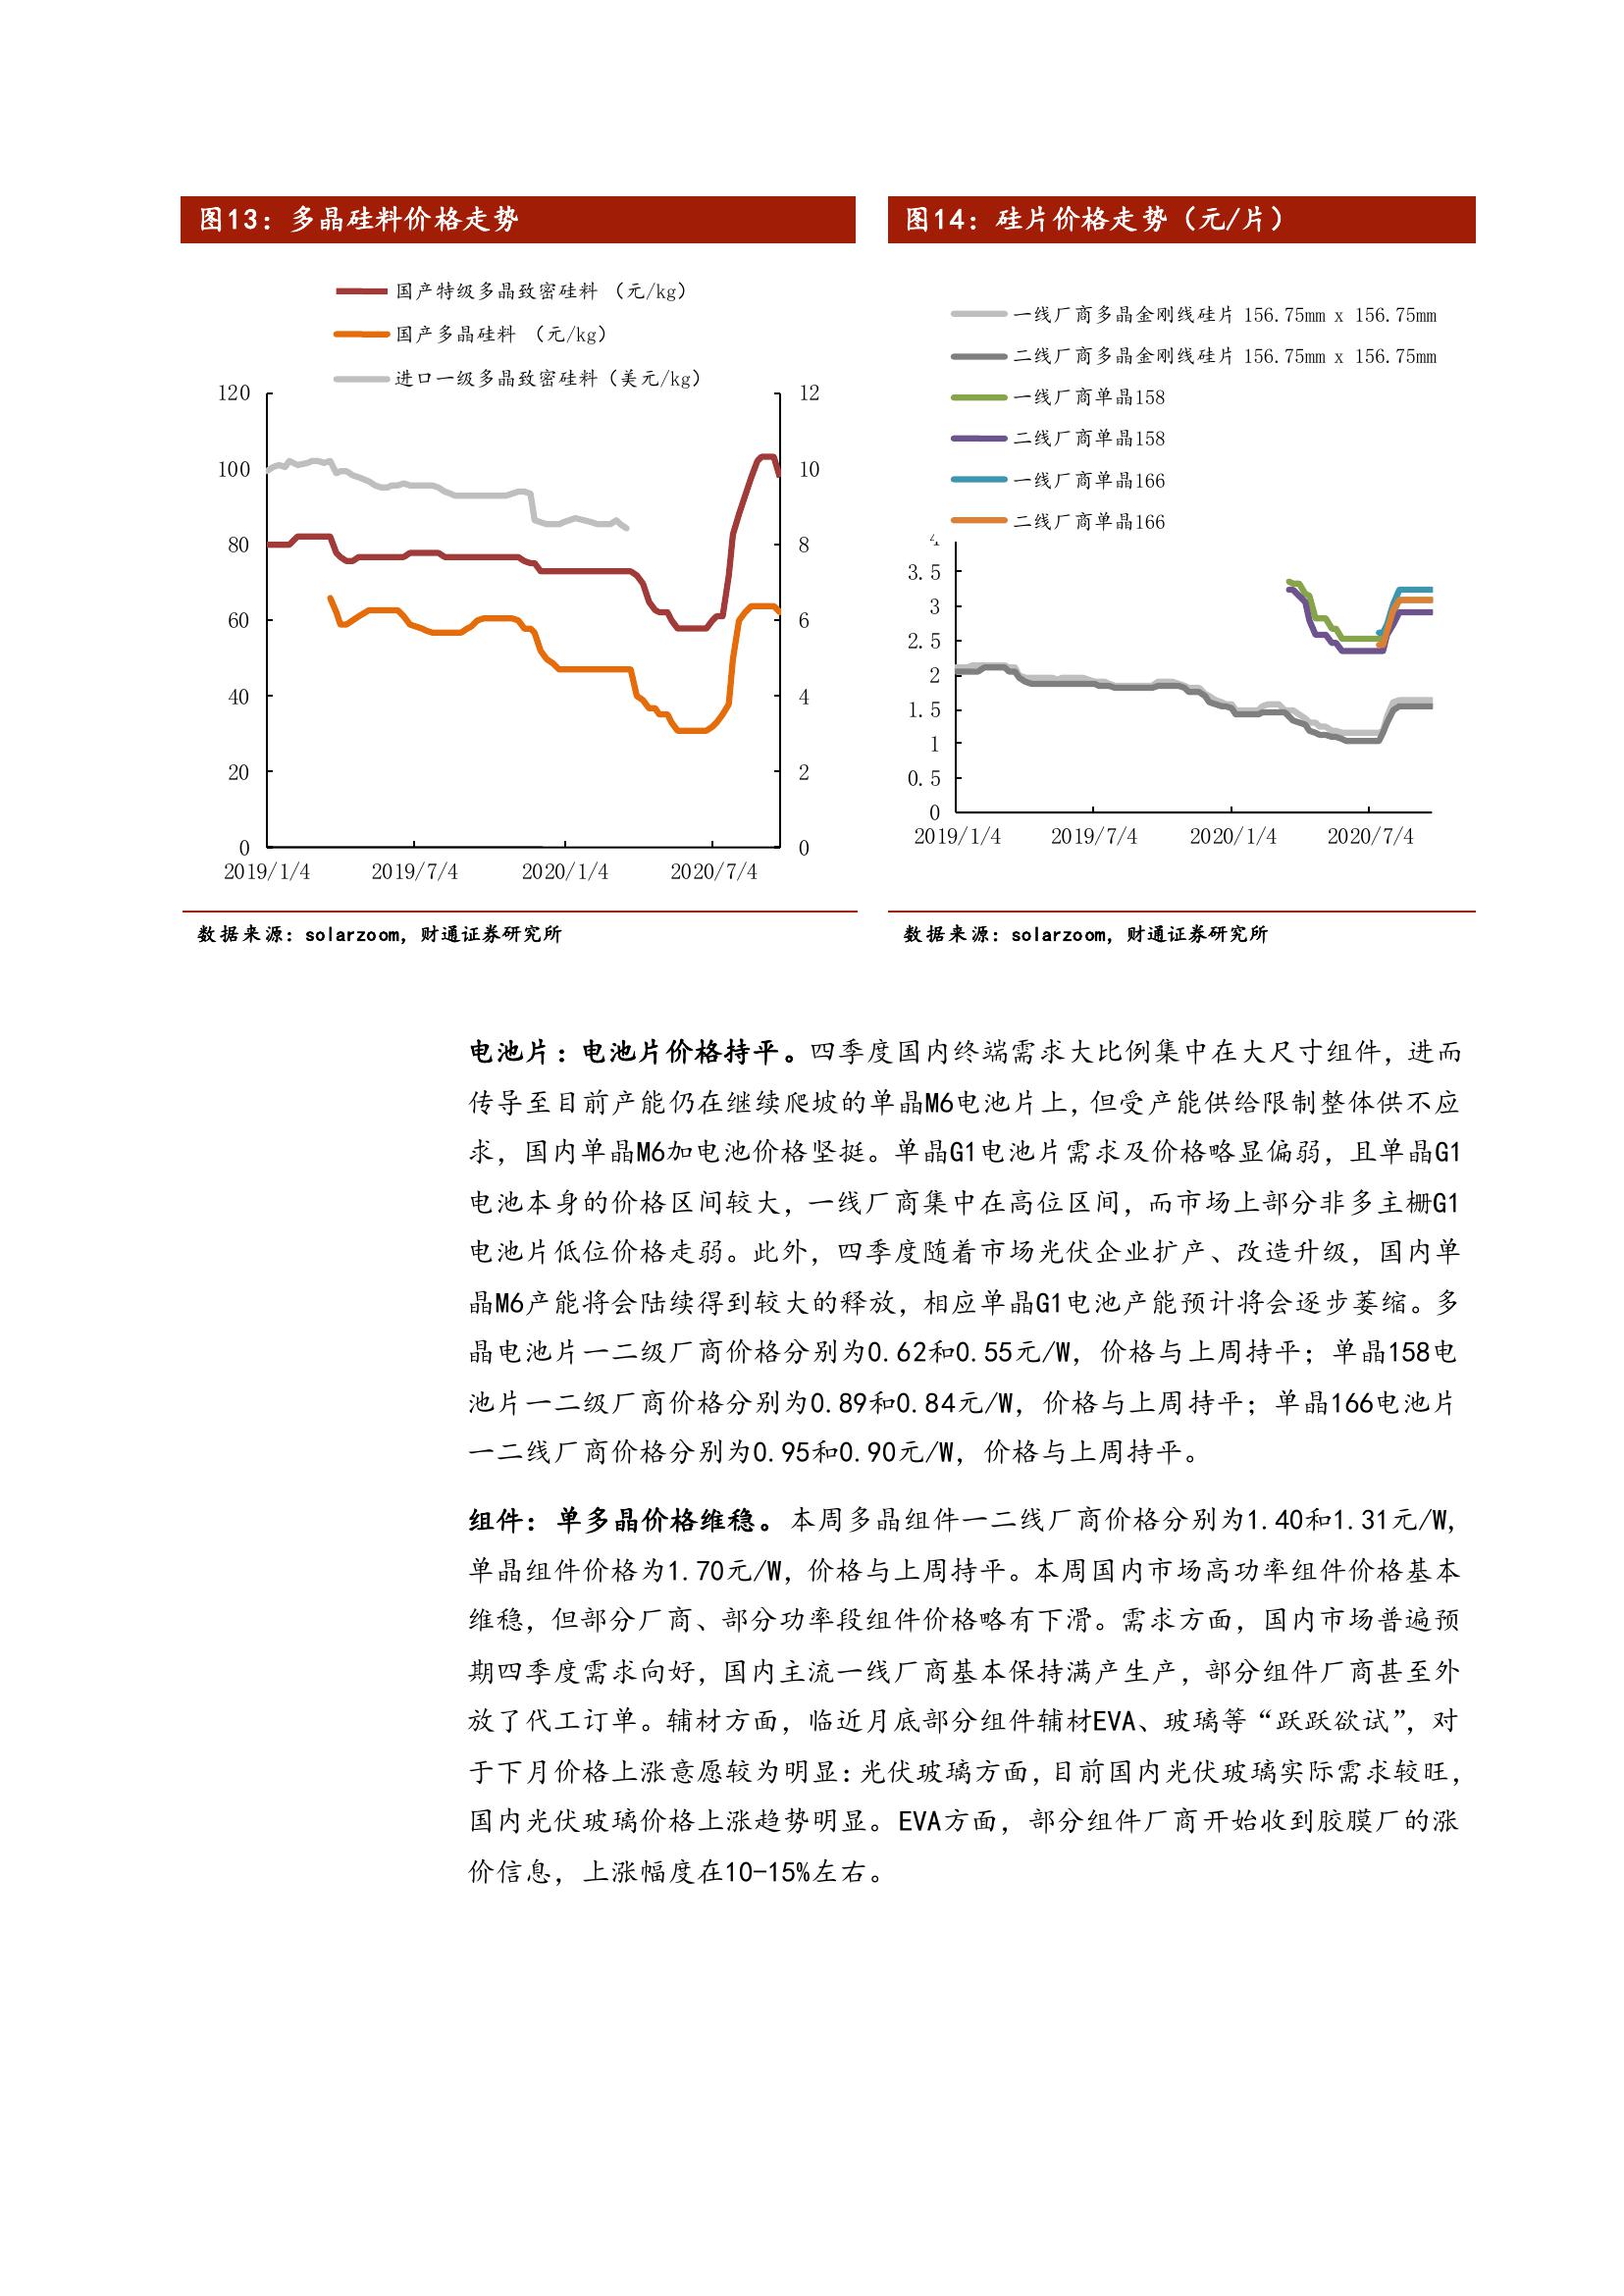 图13：多晶硅料价格走势
国产特级多晶致密硅料 （元/kg）
国产多晶硅料 （元/kg）
进口一级多晶致密硅料（美元/kg）
120
100
80
60
40
20
0
12
10
8
6
4
2
0
2019/1/4 2019/7/4 2020/1/4 2020/7/4
数据来源：solarzoom，财通证券研究所
图14：硅片价格走势（元/片）
一线厂商多晶金刚线硅片 156.75mm x 156.75mm
二线厂商多晶金刚线硅片 156.75mm x 156.75mm
一线厂商单晶158
二线厂商单晶158
一线厂商单晶166
二线厂商单晶166
4
3.5
3
2.5
2
1.5
1
0.5
0
2019/1/4 2019/7/4 2020/1/4 2020/7/4
数据来源：solarzoom，财通证券研究所
电池片：电池片价格持平。四季度国内终端需求大比例集中在大尺寸组件，进而
传导至目前产能仍在继续爬坡的单晶M6电池片上，但受产能供给限制整体供不应
求，国内单晶M6加电池价格坚挺。单晶G1电池片需求及价格略显偏弱，且单晶G1
电池本身的价格区间较大，一线厂商集中在高位区间，而市场上部分非多主栅G1
电池片低位价格走弱。此外，四季度随着市场光伏企业扩产、改造升级，国内单
晶M6产能将会陆续得到较大的释放，相应单晶G1电池产能预计将会逐步萎缩。多
晶电池片一二级厂商价格分别为0.62和0.55元/W，价格与上周持平；单晶158电
池片一二级厂商价格分别为0.89和0.84元/W，价格与上周持平；单晶166电池片
一二线厂商价格分别为0.95和0.90元/W，价格与上周持平。
组件：单多晶价格维稳。本周多晶组件一二线厂商价格分别为1.40和1.31元/W，
单晶组件价格为1.70元/W，价格与上周持平。本周国内市场高功率组件价格基本
维稳，但部分厂商、部分功率段组件价格略有下滑。需求方面，国内市场普遍预
期四季度需求向好，国内主流一线厂商基本保持满产生产，部分组件厂商甚至外
放了代工订单。辅材方面，临近月底部分组件辅材EVA、玻璃等“跃跃欲试”，对
于下月价格上涨意愿较为明显：光伏玻璃方面，目前国内光伏玻璃实际需求较旺，
国内光伏玻璃价格上涨趋势明显。EVA方面，部分组件厂商开始收到胶膜厂的涨
价信息，上涨幅度在10-15%左右。